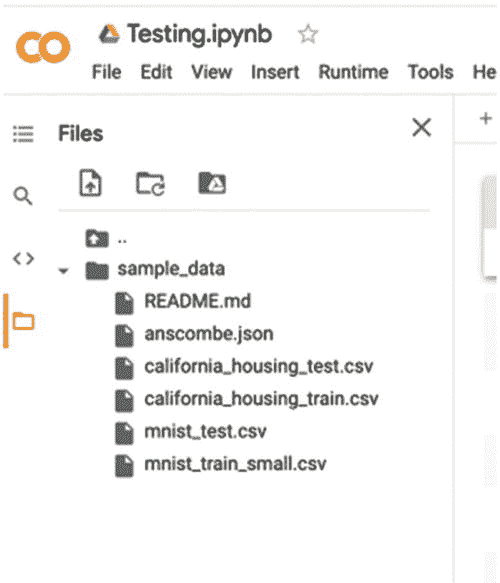 CO Testing.ipynb
File Edit View Insert Runtime Tools He
Files
..
sample_data
README.md
anscombe.json
california_housing_test.csv
california_housing_train.csv
mnist_test.csv
mnist_train_small.csv